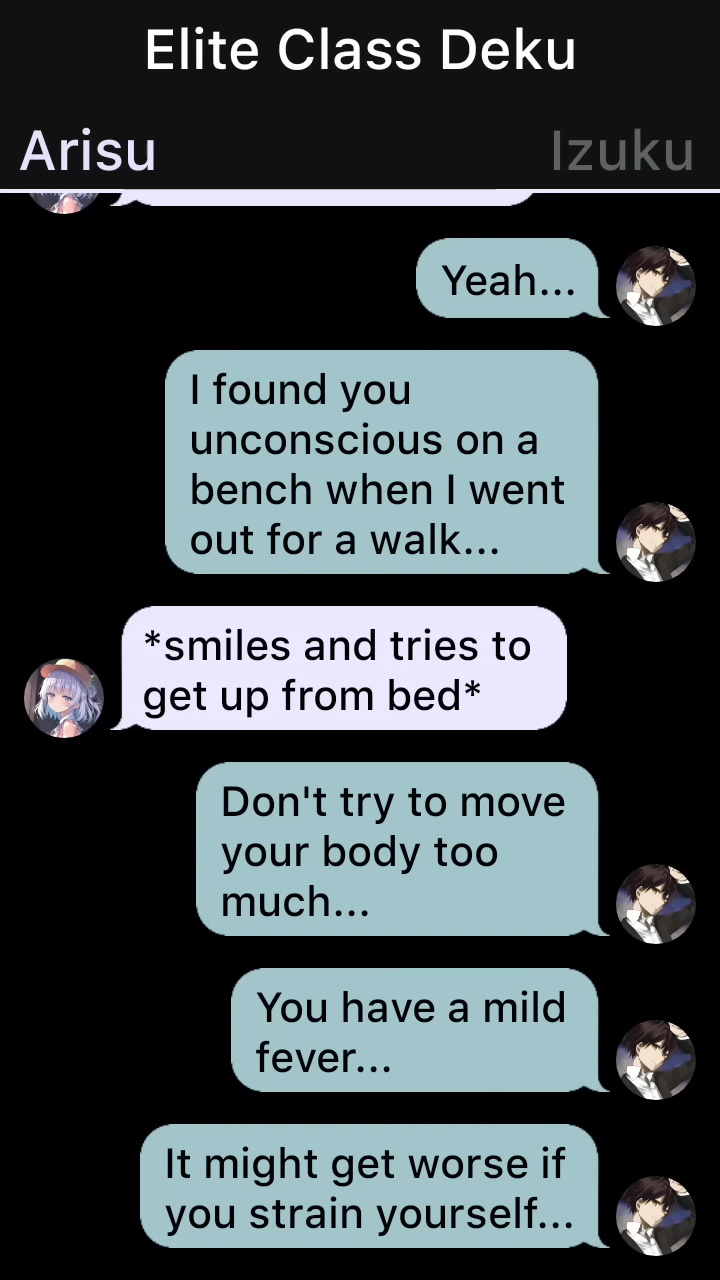 Elite Class Deku
Arisu
Izuku
Yeah...
I found you
unconscious on a
bench when I went
out for a walk...
*smiles and tries to
get up from bed*
Don't try to move
your body too
much...
You have a mild
fever...
It might get worse if
you strain yourself...